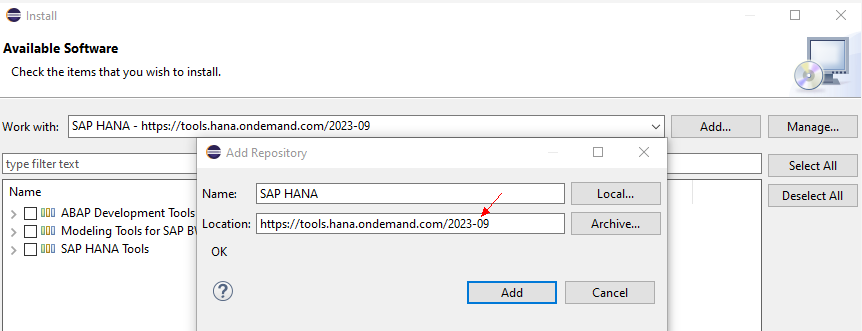 Install
Available Software
Check the items that you wish to install.
Work with: SAP HANA - https://tools.hana.ondemand.com/2023-09 Add... Manage...
type filter text Select All
Name Deselect All
ABAP Development Tools
Modeling Tools for SAP BW
SAP HANA Tools
Add Repository
Name: SAP HANA Local...
Location: https://tools.hana.ondemand.com/2023-09 Archive...
OK
? Add Cancel